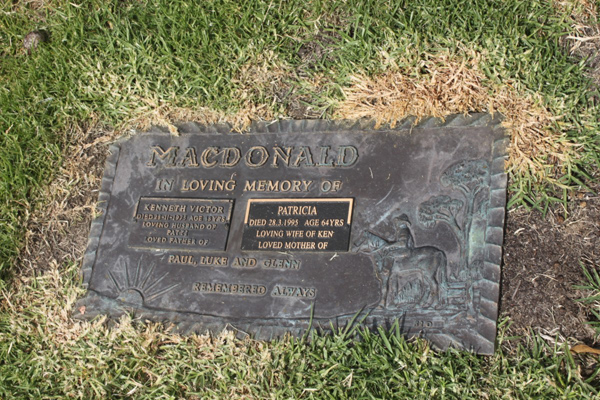 MACDONALD
IN LOVING MEMORY OF
KENNETH VICTOR
LOVING HUSBAND OF
LOVED FATHER OF
PATRICIA
DIED 28.3.1995 AGE 64YRS
LOVING WIFE OF KEN
LOVED MOTHER OF
PAUL, LUKE AND GLENN
REMEMBERED ALWAYS